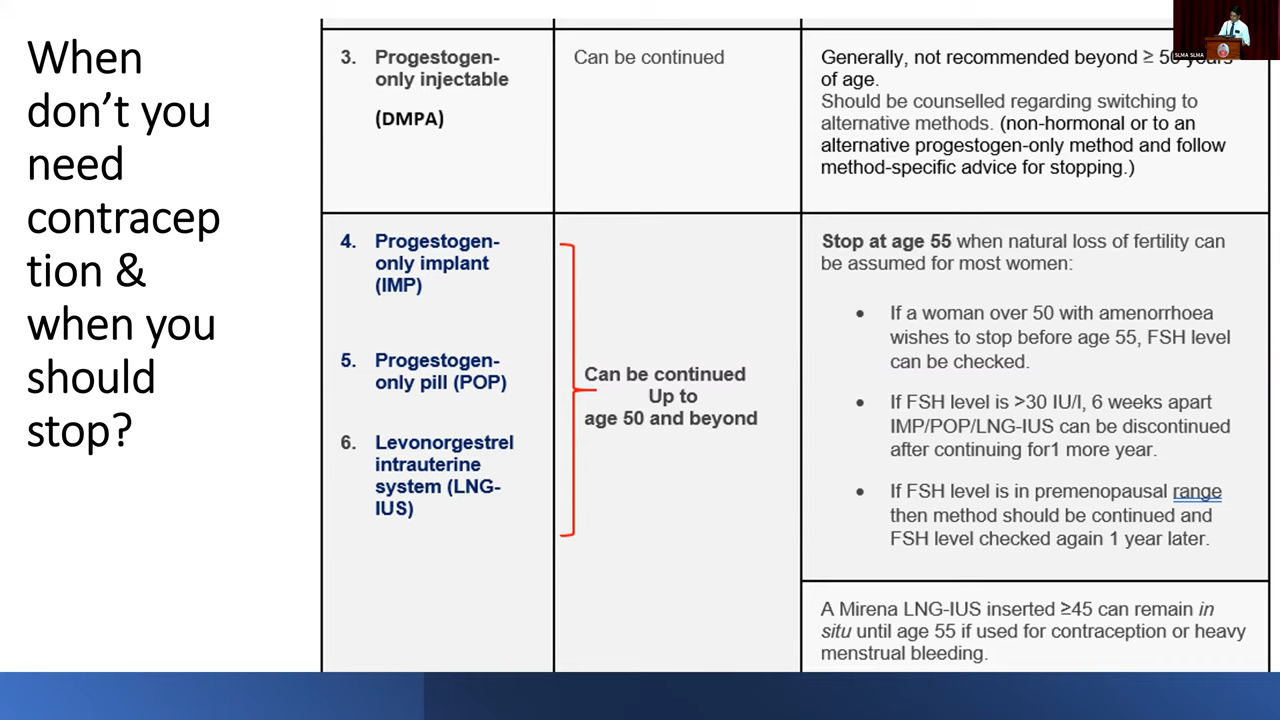 When
don’t you
need
contracep
tion &
when you
should
stop?
3. Progestogen-
only injectable
(DMPA)
Can be continued
Generally, not recommended beyond ≥ 50 years
of age.
Should be counselled regarding switching to
alternative methods. (non-hormonal or to an
alternative progestogen-only method and follow
method-specific advice for stopping.)
4. Progestogen-
only implant
(IMP)
5. Progestogen-
only pill (POP)
6. Levonorgestrel
intrauterine
system (LNG-
IUS)
Can be continued
Up to
age 50 and beyond
Stop at age 55 when natural loss of fertility can
be assumed for most women:
• If a woman over 50 with amenorrhoea
wishes to stop before age 55, FSH level
can be checked.
• If FSH level is >30 IU/l, 6 weeks apart
IMP/POP/LNG-IUS can be discontinued
after continuing for1 more year.
• If FSH level is in premenopausal range
then method should be continued and
FSH level checked again 1 year later.
A Mirena LNG-IUS inserted ≥45 can remain in
situ until age 55 if used for contraception or heavy
menstrual bleeding.
SLMA SLMA